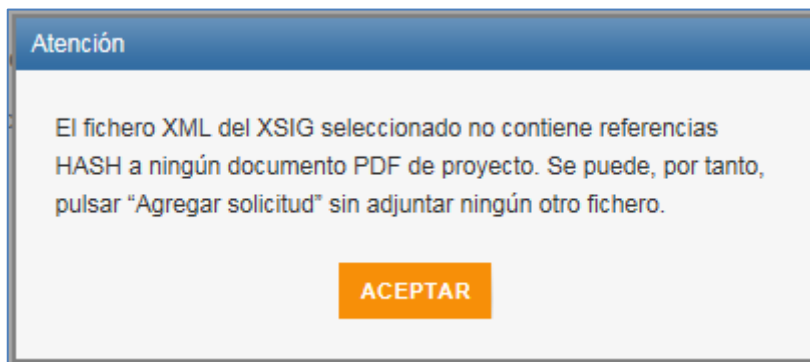 Atención
El fichero XML del XSIG seleccionado no contiene referencias
HASH a ningún documento PDF de proyecto. Se puede, por tanto,
pulsar “Agregar solicitud” sin adjuntar ningún otro fichero.
ACEPTAR